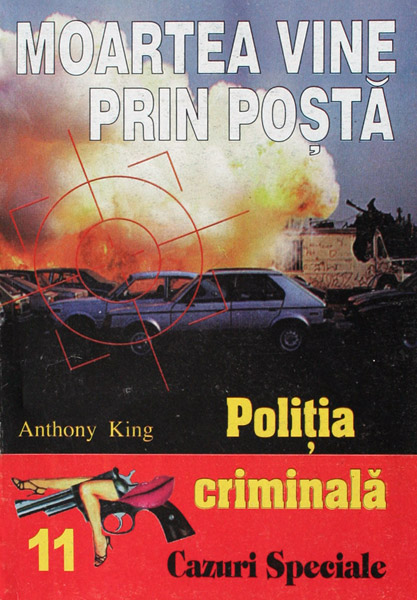 MOARTEA VINE
PRIN POȘTĂ
Anthony King
Poliția
criminală
11
Cazuri Speciale